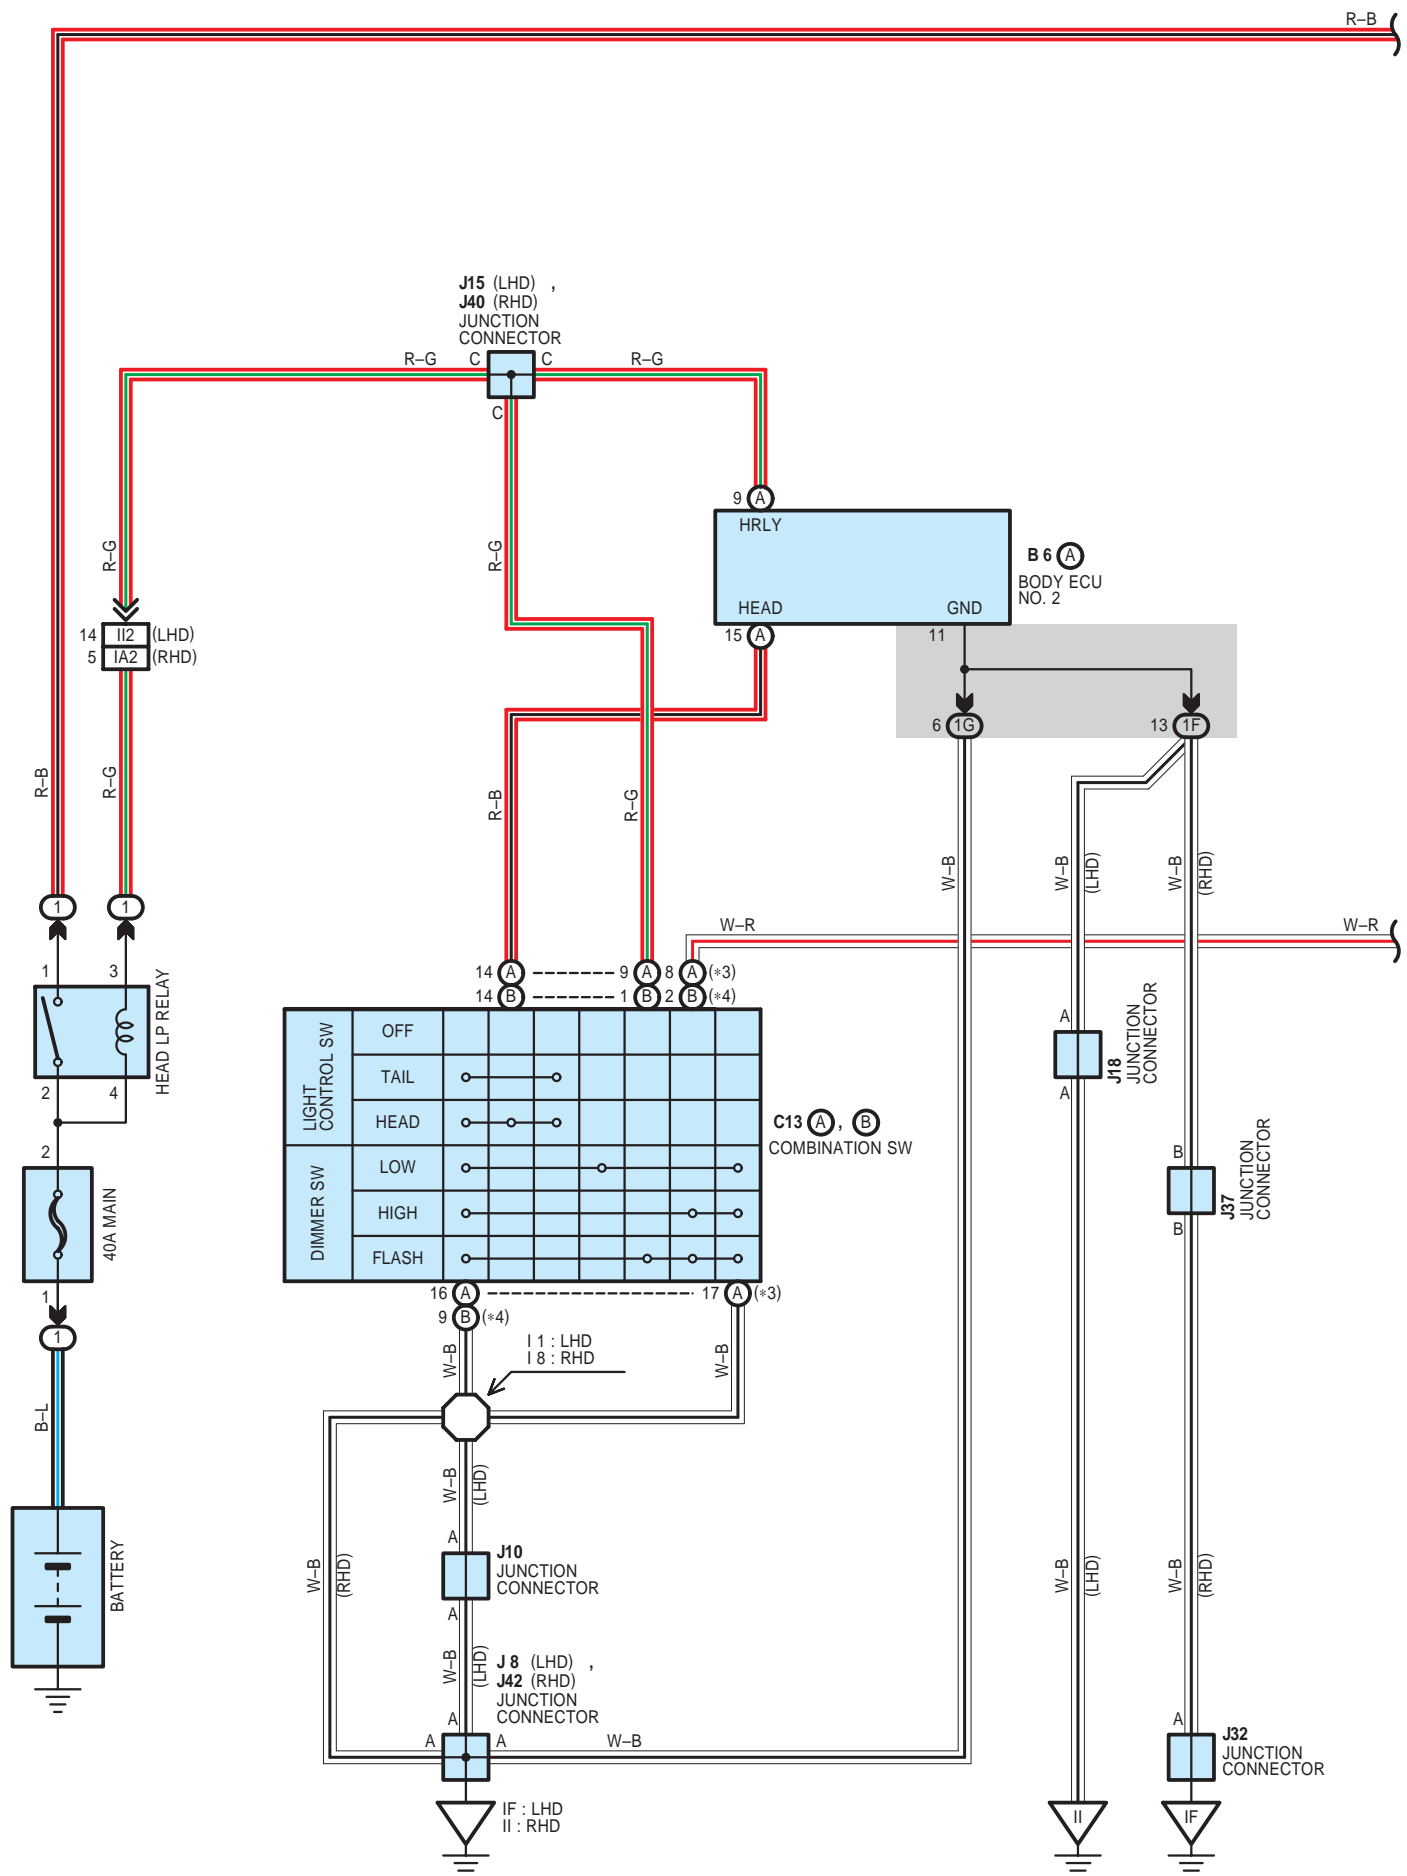 R–B
J15 (LHD) ,
J40 (RHD)
JUNCTION
CONNECTOR
R–G
C
C
R–G
C
9 A
HRLY
B 6 A
BODY ECU
NO. 2
HEAD
GND
15 A
11
R–G
R–G
14 II2 (LHD)
5 IA2 (RHD)
6 1G
13 1F
R–B
R–G
R–B
R–G
W–B
W–B
(LHD)
W–B
(RHD)
1
1
W–R
W–R
1
3
14 A
9 A
8 A (*3)
14 B
1 B
2 B (*4)
HEAD LP RELAY
2
4
LIGHT
CONTROL SW
OFF
TAIL
HEAD
DIMMER SW
LOW
HIGH
FLASH
C13 A , B
COMBINATION SW
A
J18
JUNCTION
CONNECTOR
A
B
J37
JUNCTION
CONNECTOR
B
2
40A MAIN
1
1
16 A
17 A (*3)
9 B (*4)
W–B
I 1 : LHD
I 8 : RHD
W–B
B–L
W–B
(LHD)
A
J10
JUNCTION
CONNECTOR
A
BATTERY
W–B
(RHD)
W–B
(LHD)
W–B
(LHD)
W–B
(RHD)
J 8 (LHD) ,
J42 (RHD)
JUNCTION
CONNECTOR
A
A
A
W–B
A
J32
JUNCTION
CONNECTOR
IF : LHD
II : RHD
II
IF